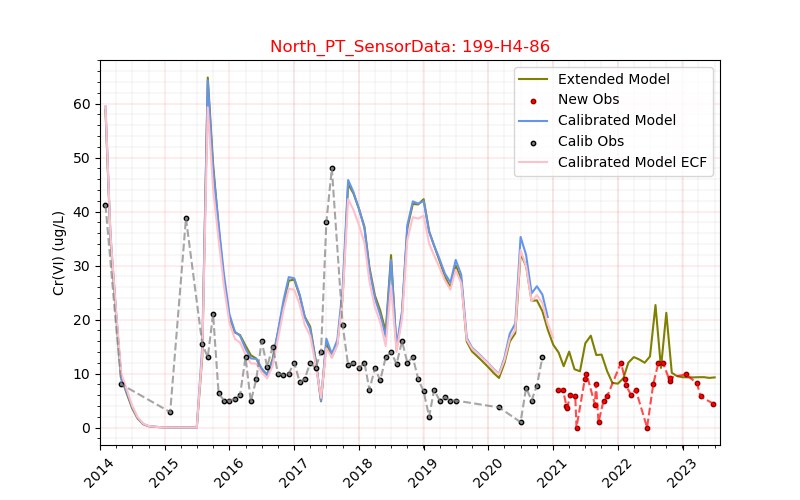 North_PT_SensorData: 199-H4-86
Extended Model
New Obs
Calibrated Model
Calib Obs
Calibrated Model ECF
Cr(VI) (ug/L)
60
50
40
30
20
10
0
2014 2015 2016 2017 2018 2019 2020 2021 2022 2023